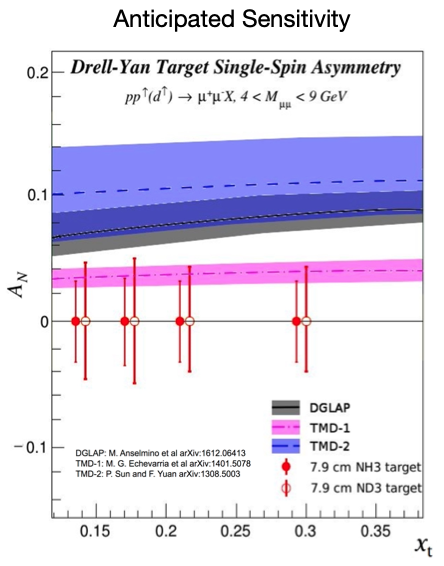 Anticipated Sensitivity
Drell-Yan Target Single-Spin Asymmetry
pp↑(d↑) → μ⁺μ⁻X, 4 < Mμμ < 9 GeV
0.2
0.1
0
−0.1
A_N
DGLAP
TMD-1
TMD-2
7.9 cm NH3 target
7.9 cm ND3 target
DGLAP: M. Anselmino et al arXiv:1612.06413
TMD-1: M. G. Echevarria et al arXiv:1401.5078
TMD-2: P. Sun and F. Yuan arXiv:1308.5003
0.15 0.2 0.25 0.3 0.35
x_t